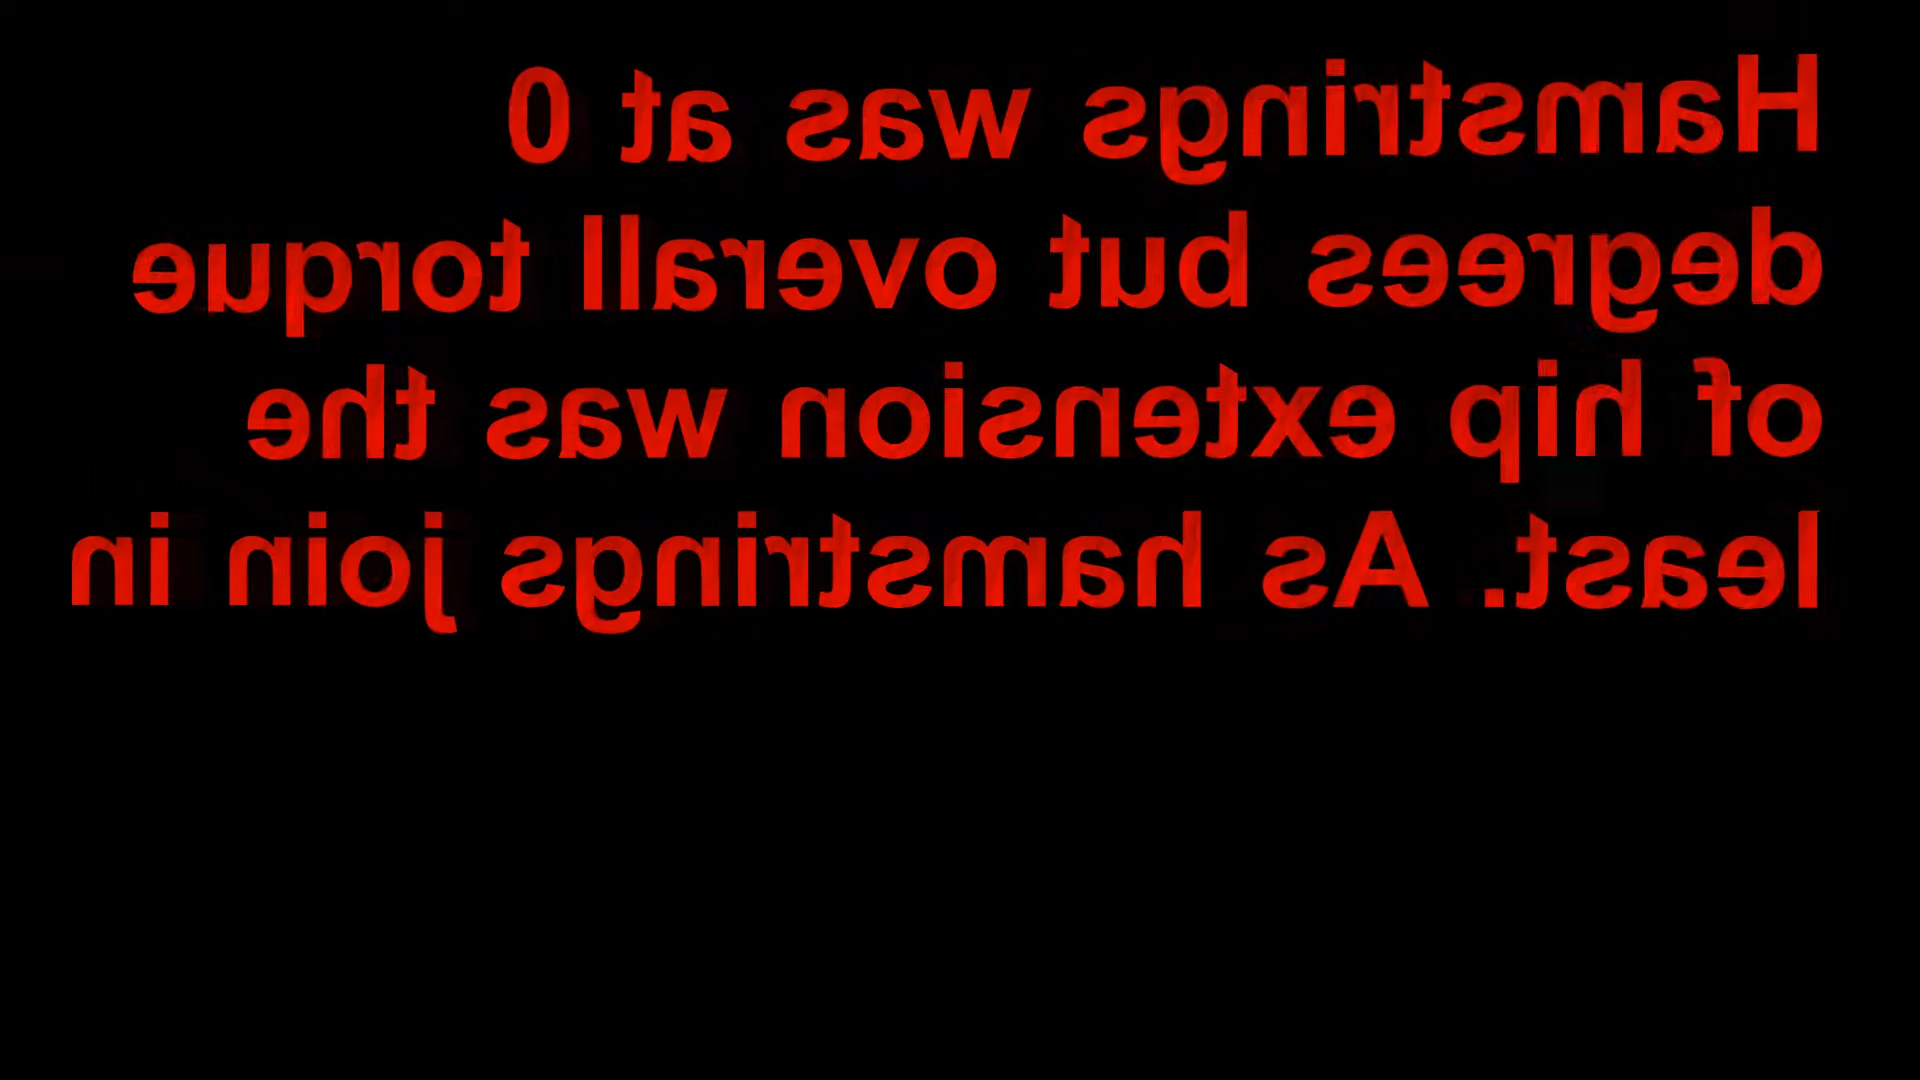 Hamstrings was at 0
degrees but overall torque
of hip extension was the
least. As hamstrings join in